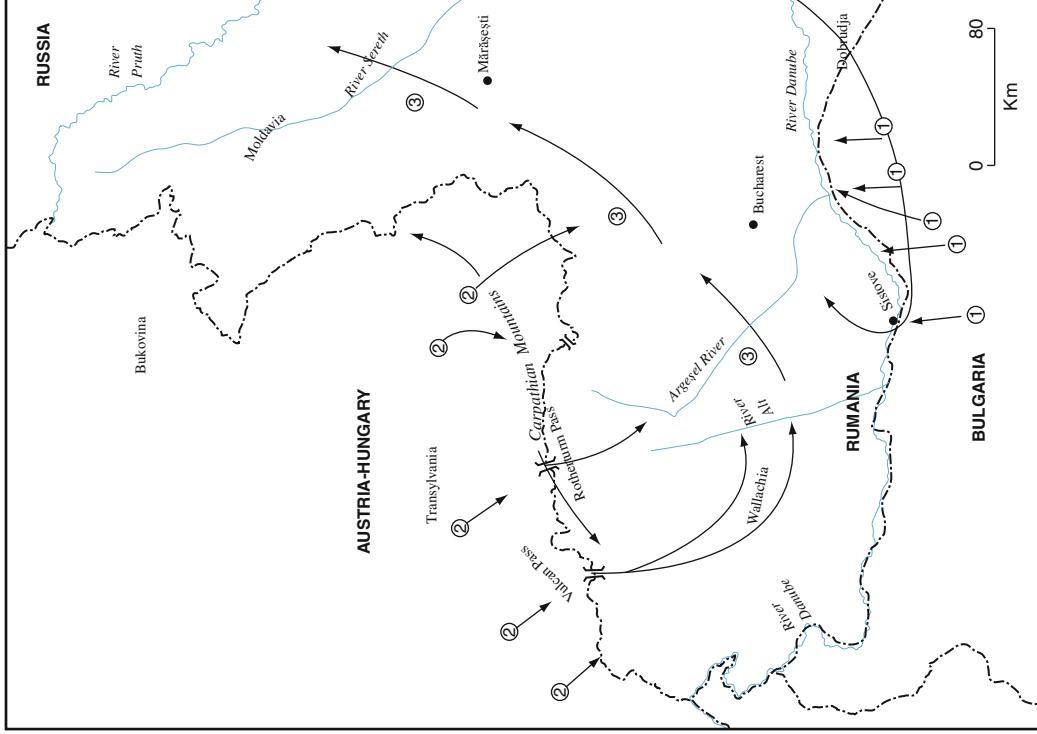 RUSSIA
River
Pruth
River Sereth
Moldavia
Mărăşeşti
③
Bukovina
②
②
③
Carpathian Mountains
AUSTRIA-HUNGARY
Transylvania
②
Rothenturm Pass
Vulcan Pass
②
②
Bucharest
River Danube
Dobrudja
80
0
Km
①
①
①
①
①
Sistove
Argeşel River
③
River
Alt
Wallachia
RUMANIA
BULGARIA
River
Danube